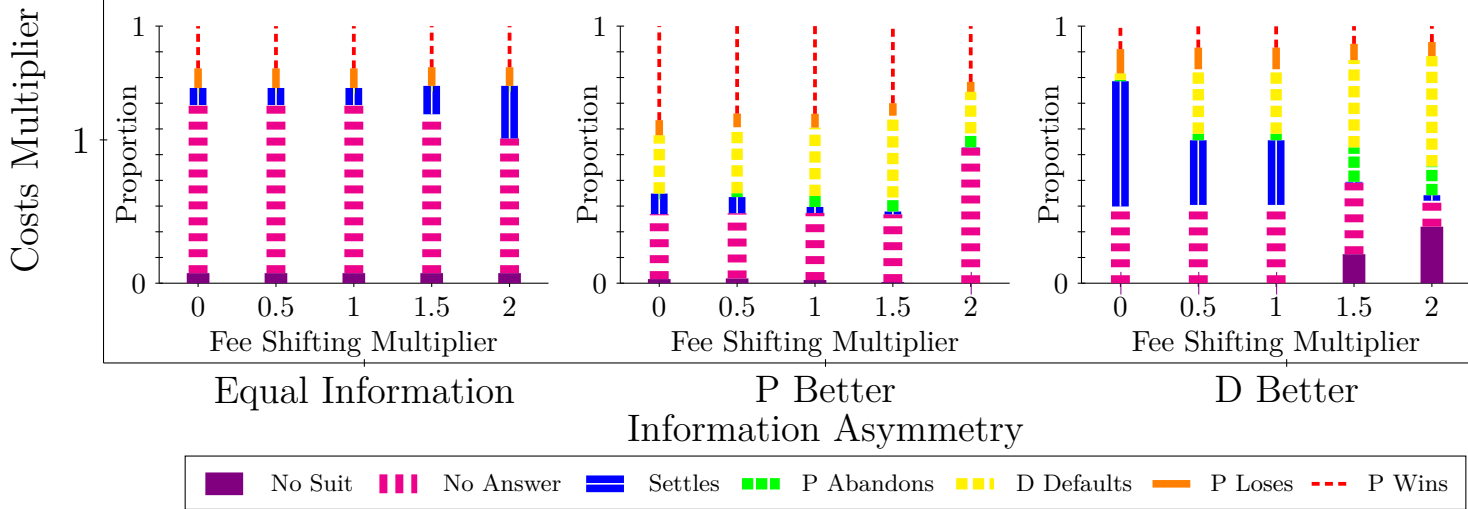 Costs Multiplier
1
1
Proportion
0
0 0.5 1 1.5 2
Fee Shifting Multiplier
1
Proportion
0
0 0.5 1 1.5 2
Fee Shifting Multiplier
1
Proportion
0
0 0.5 1 1.5 2
Fee Shifting Multiplier
Equal Information P Better D Better
Information Asymmetry
No Suit No Answer Settles P Abandons D Defaults P Loses P Wins